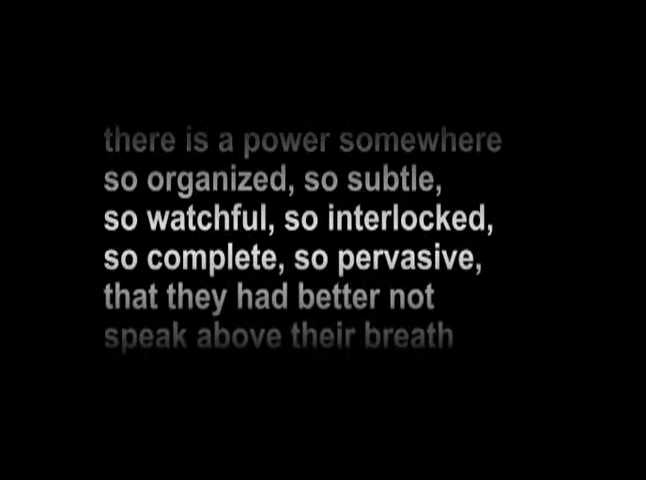 there is a power somewhere
so organized, so subtle,
so watchful, so interlocked,
so complete, so pervasive,
that they had better not
speak above their breath